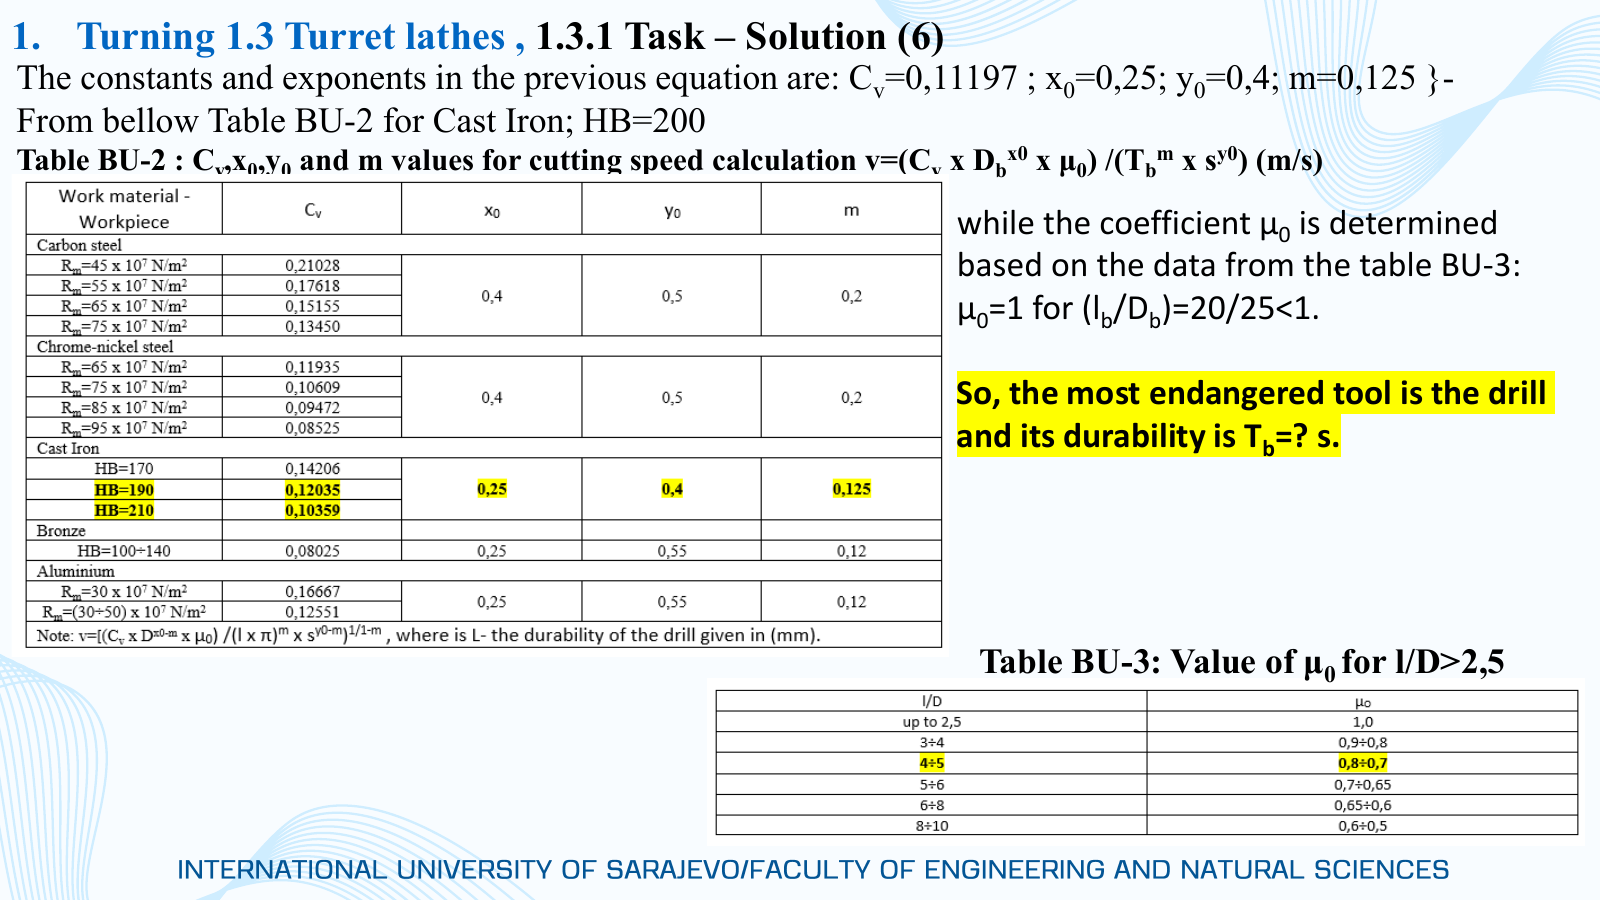 1. Turning 1.3 Turret lathes , 1.3.1 Task – Solution (6)
The constants and exponents in the previous equation are: Cv=0,11197 ; x0=0,25; y0=0,4; m=0,125 }-
From bellow Table BU-2 for Cast Iron; HB=200
Table BU-2 : Cv,x0,y0 and m values for cutting speed calculation v=(Cv x Db^x0 x μ0) /(Tb^m x s^y0) (m/s)
Work material - Workpiece Cv x0 y0 m
Carbon steel
Rm=45 x 10⁷ N/m² 0,21028
Rm=55 x 10⁷ N/m² 0,17618
0,4 0,5 0,2
Rm=65 x 10⁷ N/m² 0,15155
Rm=75 x 10⁷ N/m² 0,13450
Chrome-nickel steel
Rm=65 x 10⁷ N/m² 0,11935
Rm=75 x 10⁷ N/m² 0,10609
0,4 0,5 0,2
Rm=85 x 10⁷ N/m² 0,09472
Rm=95 x 10⁷ N/m² 0,08525
Cast Iron
HB=170 0,14206
HB=190 0,12035 0,25 0,4 0,125
HB=210 0,10359
Bronze
HB=100÷140 0,08025 0,25 0,55 0,12
Aluminium
Rm=30 x 10⁷ N/m² 0,16667
0,25 0,55 0,12
Rm=(30÷50) x 10⁷ N/m² 0,12551
Note: v=[(Cv x D^x0-m x μ0) /(l x π)^m x s^y0-m)^1/1-m , where is L- the durability of the drill given in (mm).
while the coefficient μ0 is determined
based on the data from the table BU-3:
μ0=1 for (lb/Db)=20/25<1.
So, the most endangered tool is the drill
and its durability is Tb=? s.
Table BU-3: Value of μ0 for l/D>2,5
l/D μ0
up to 2,5 1,0
3÷4 0,9÷0,8
4÷5 0,8÷0,7
5÷6 0,7÷0,65
6÷8 0,65÷0,6
8÷10 0,6÷0,5
INTERNATIONAL UNIVERSITY OF SARAJEVO/FACULTY OF ENGINEERING AND NATURAL SCIENCES